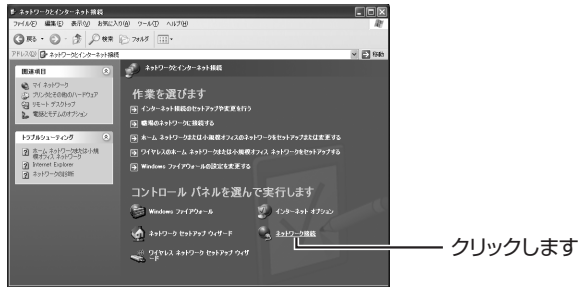 ネットワークとインターネット接続
ファイル(F) 編集(E) 表示(V) お気に入り(A) ツール(T) ヘルプ(H)
戻る 検索 フォルダ
アドレス(D) ネットワークとインターネット接続 移動
関連項目
マイ ネットワーク
プリンタとその他のハードウェア
リモート デスクトップ
電話とモデムのオプション
トラブルシューティング
ホーム ネットワークまたは小規
模オフィス ネットワーク
Internet Explorer
ネットワークの診断
ネットワークとインターネット接続
作業を選びます
インターネット接続のセットアップや変更を行う
職場のネットワークに接続する
ホーム ネットワークまたは小規模オフィスのネットワークをセットアップまたは変更する
ワイヤレスのホーム ネットワークまたは小規模オフィス ネットワークをセットアップする
Windows ファイアウォールの設定を変更する
コントロール パネルを選んで実行します
Windows ファイアウォール
インターネット オプション
ネットワーク セットアップ ウィザード
ネットワーク接続
ワイヤレス ネットワーク セットアップ ウィザ
ード
クリックします